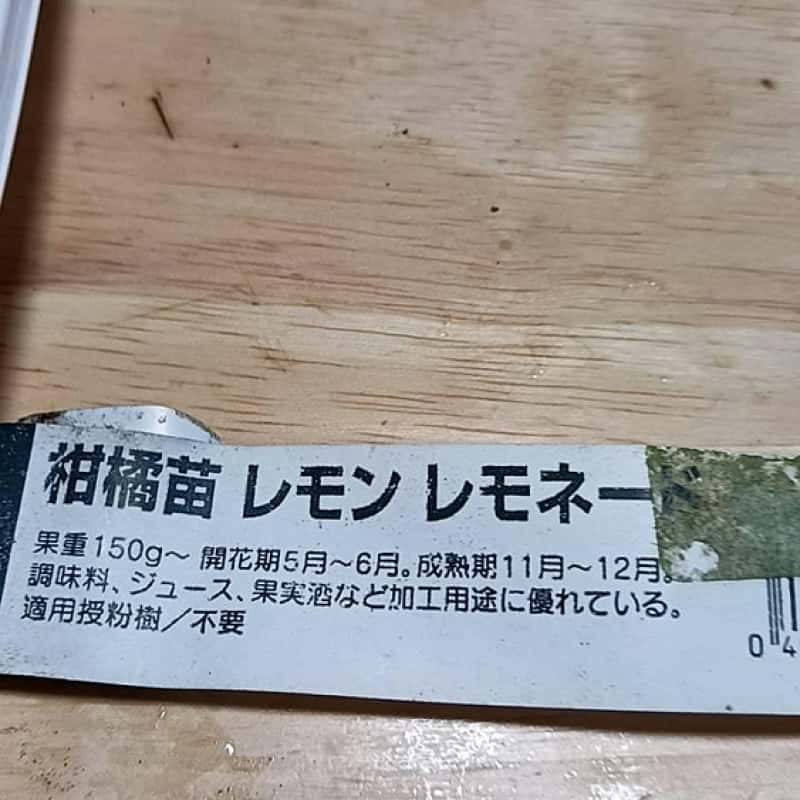 柑橘苗 レモン レモネー
果重150g～ 開花期5月～6月。成熟期11月～12月。
調味料、ジュース、果実酒など加工用途に優れている。
適用授粉樹／不要
04